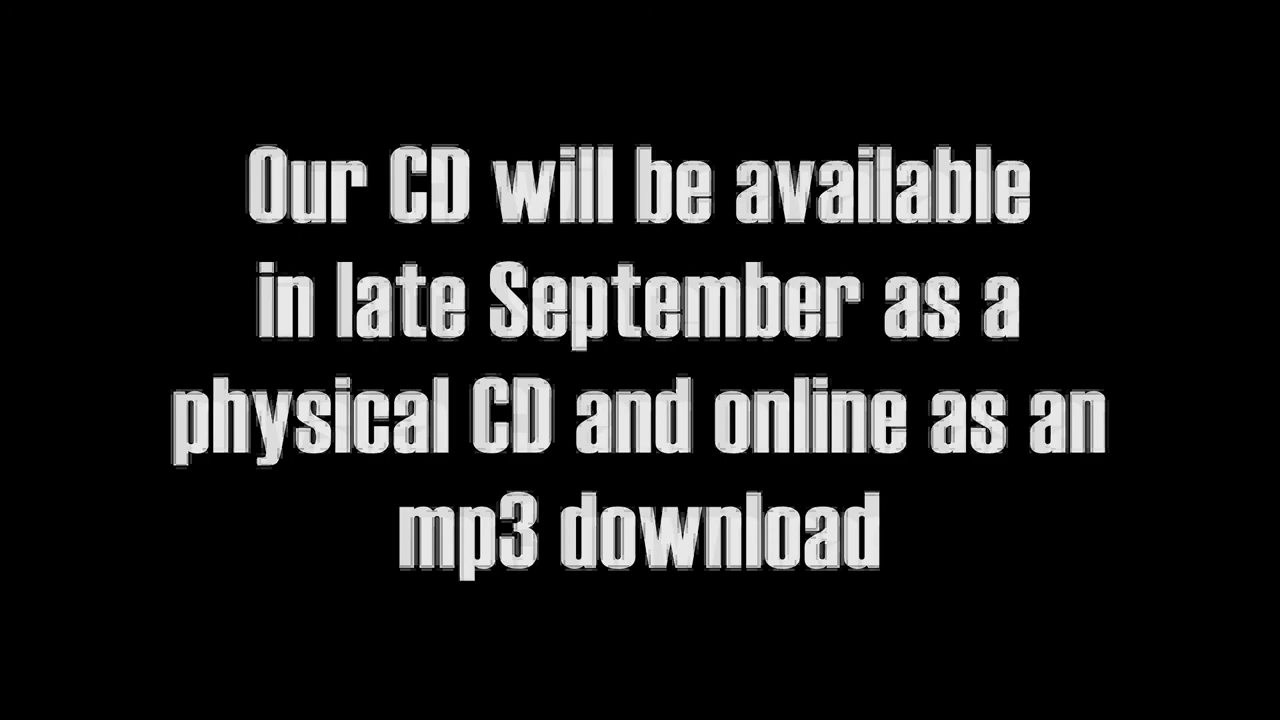 Our CD will be available
in late September as a
physical CD and online as an
mp3 download